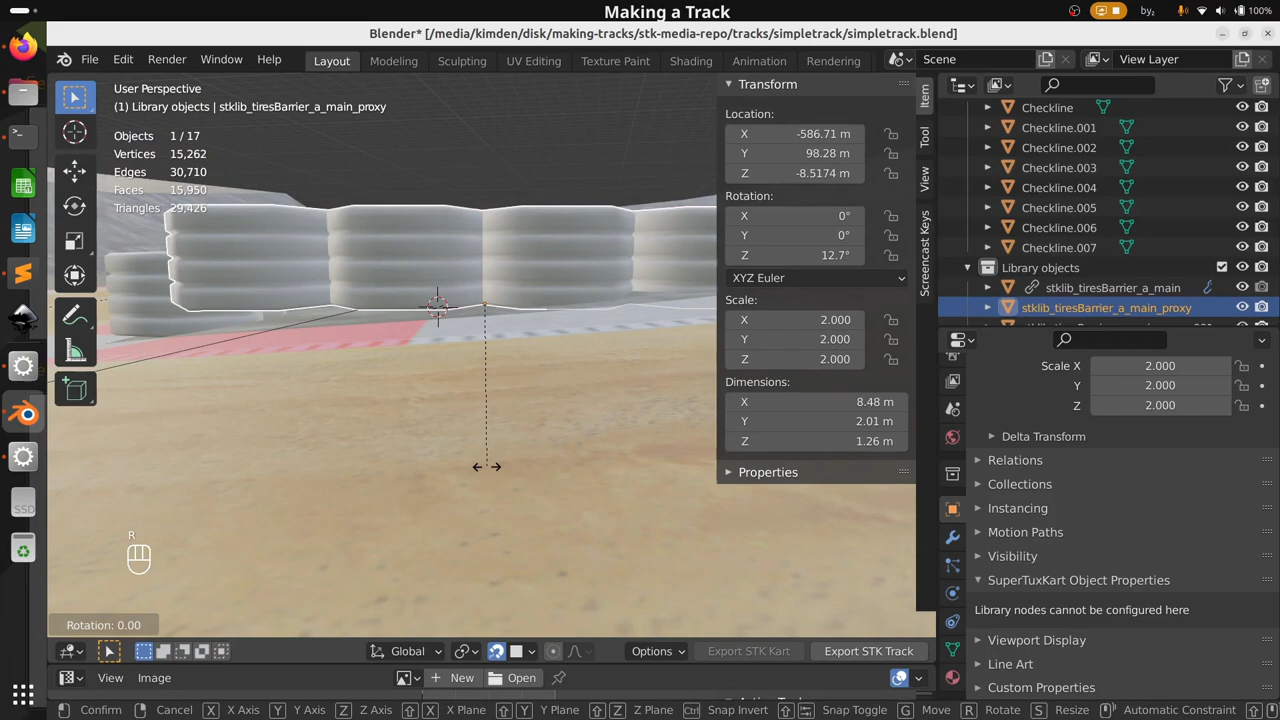 Making a Track
by₂
100%
Blender* [/media/kimden/disk/making-tracks/stk-media-repo/tracks/simpletrack/simpletrack.blend]
File Edit Render Window Help
Layout Modeling Sculpting UV Editing Texture Paint Shading Animation Rendering
Scene
View Layer
User Perspective
(1) Library objects | stklib_tiresBarrier_a_main_proxy
Objects 1 / 17
Vertices 15,262
Edges 30,710
Faces 15,950
Triangles 29,426
Transform
Location:
X -586.71 m
Y 98.28 m
Z -8.5174 m
Rotation:
X 0°
Y 0°
Z 12.7°
XYZ Euler
Scale:
X 2.000
Y 2.000
Z 2.000
Dimensions:
X 8.48 m
Y 2.01 m
Z 1.26 m
Properties
Item
Tool
View
Screencast Keys
Checkline
Checkline.001
Checkline.002
Checkline.003
Checkline.004
Checkline.005
Checkline.006
Checkline.007
Library objects
stklib_tiresBarrier_a_main
stklib_tiresBarrier_a_main_proxy
Scale X 2.000
Y 2.000
Z 2.000
Delta Transform
Relations
Collections
Instancing
Motion Paths
Visibility
SuperTuxKart Object Properties
Library nodes cannot be configured here
Viewport Display
Line Art
Custom Properties
R
SSD
Rotation: 0.00
Global
Options
Export STK Kart
Export STK Track
View Image
New
Open
Confirm Cancel X X Axis Y Y Axis Z Z Axis X X Plane Y Y Plane Z Z Plane Ctrl Snap Invert Snap Toggle G Move R Rotate S Resize Automatic Constraint